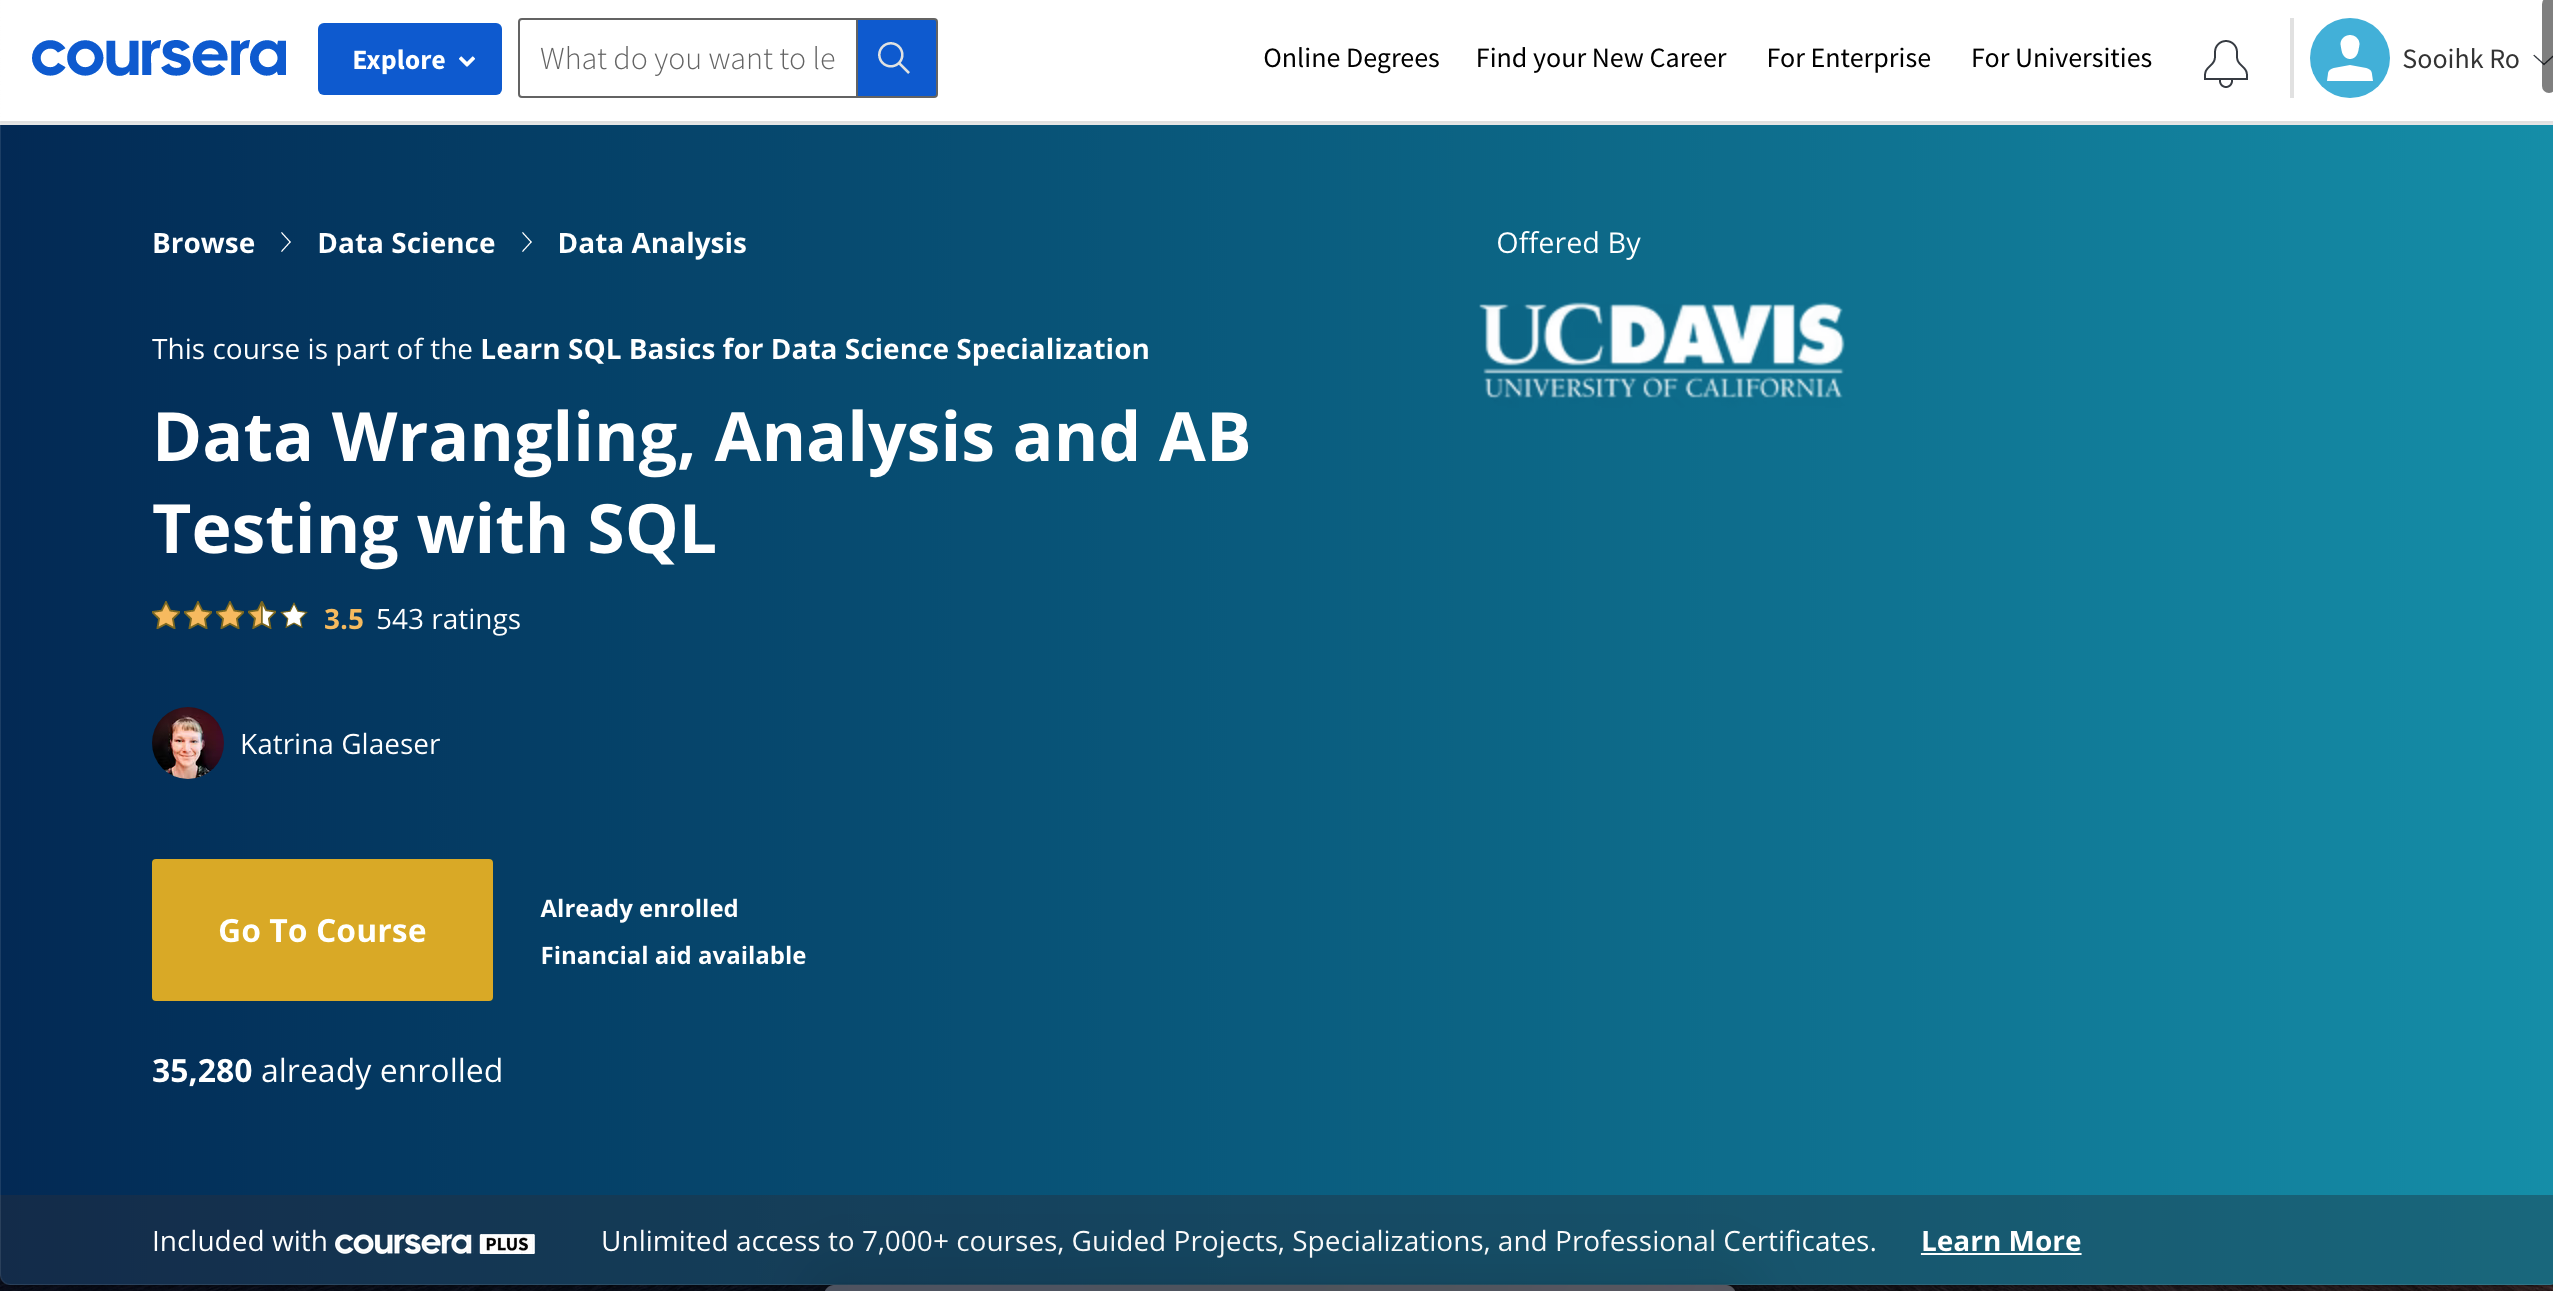 coursera Explore What do you want to le Online Degrees Find your New Career For Enterprise For Universities Sooihk Ro
Browse Data Science Data Analysis
Offered By
UCDAVIS
UNIVERSITY OF CALIFORNIA
This course is part of the Learn SQL Basics for Data Science Specialization
Data Wrangling, Analysis and AB
Testing with SQL
3.5 543 ratings
Katrina Glaeser
Go To Course
Already enrolled
Financial aid available
35,280 already enrolled
Included with coursera PLUS Unlimited access to 7,000+ courses, Guided Projects, Specializations, and Professional Certificates. Learn More